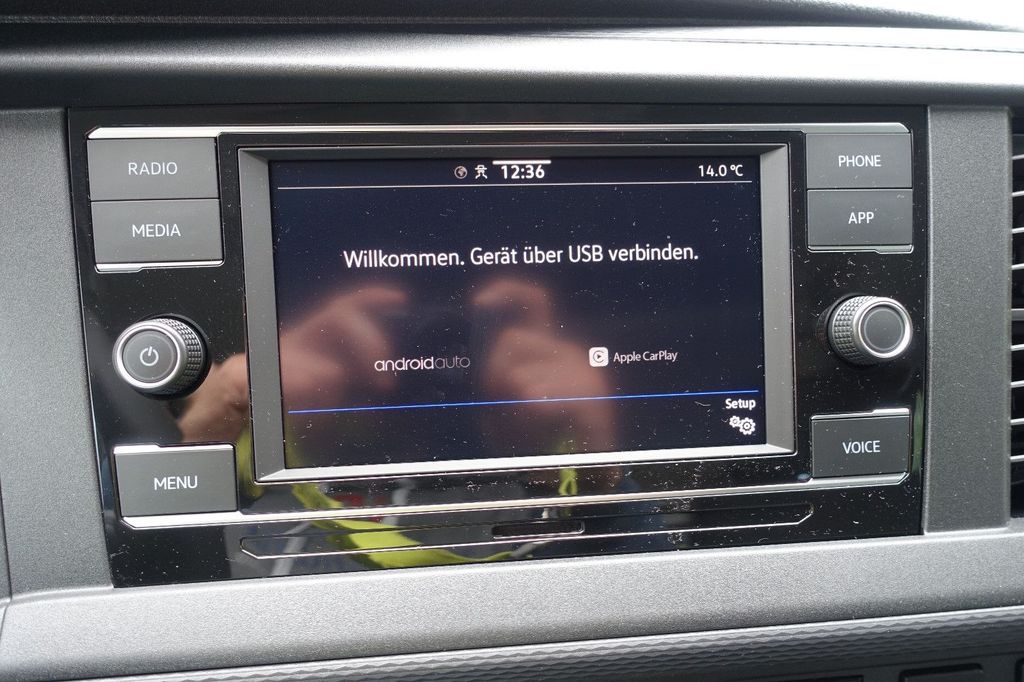 RADIO
MEDIA
MENU
12:36
14.0°C
Willkommen. Gerät über USB verbinden.
androidauto
Apple CarPlay
Setup
PHONE
APP
VOICE